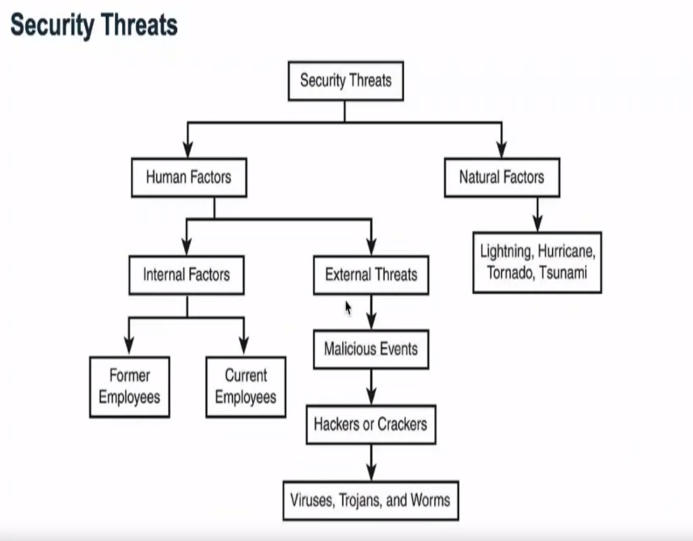 Security Threats
Security Threats
Human Factors
Natural Factors
Lightning, Hurricane,
Tornado, Tsunami
Internal Factors
External Threats
Malicious Events
Former
Employees
Current
Employees
Hackers or Crackers
Viruses, Trojans, and Worms